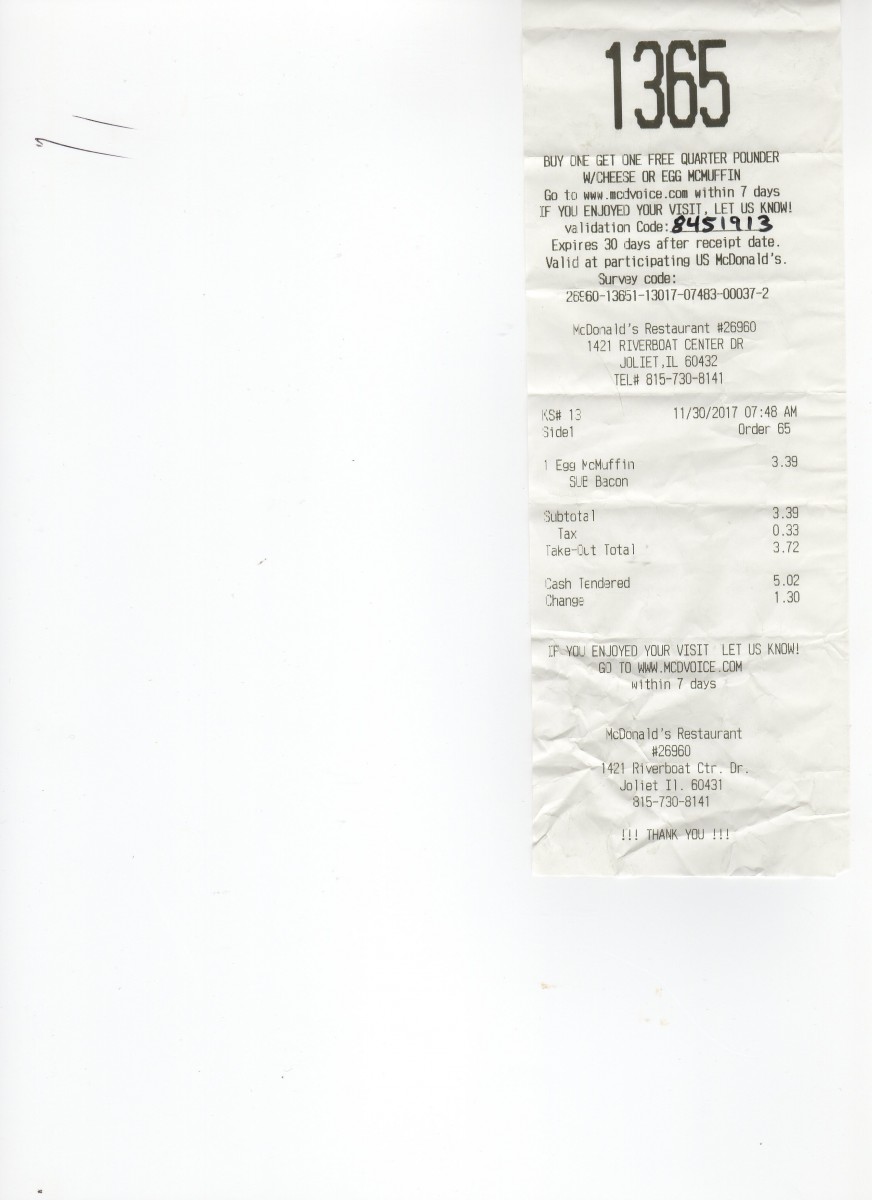 1365
BUY ONE GET ONE FREE QUARTER POUNDER
W/CHEESE OR EGG MCMUFFIN
Go to www.mcdvoice.com within 7 days
IF YOU ENJOYED YOUR VISIT, LET US KNOW!
validation Code: 8451913
Expires 30 days after receipt date.
Valid at participating US McDonald's.
Survey code:
26960-13651-13017-07483-00037-2
McDonald's Restaurant #26960
1421 RIVERBOAT CENTER DR
JOLIET,IL 60432
TEL# 815-730-8141
KS# 13 11/30/2017 07:48 AM
Side1 Order 65
1 Egg McMuffin 3.39
SUB Bacon
Subtotal 3.39
Tax 0.33
Take-Out Total 3.72
Cash Tendered 5.02
Change 1.30
IF YOU ENJOYED YOUR VISIT LET US KNOW!
GO TO WWW.MCDVOICE.COM
within 7 days
McDonald's Restaurant
#26960
1421 Riverboat Ctr. Dr.
Joliet Il. 60431
815-730-8141
!!! THANK YOU !!!